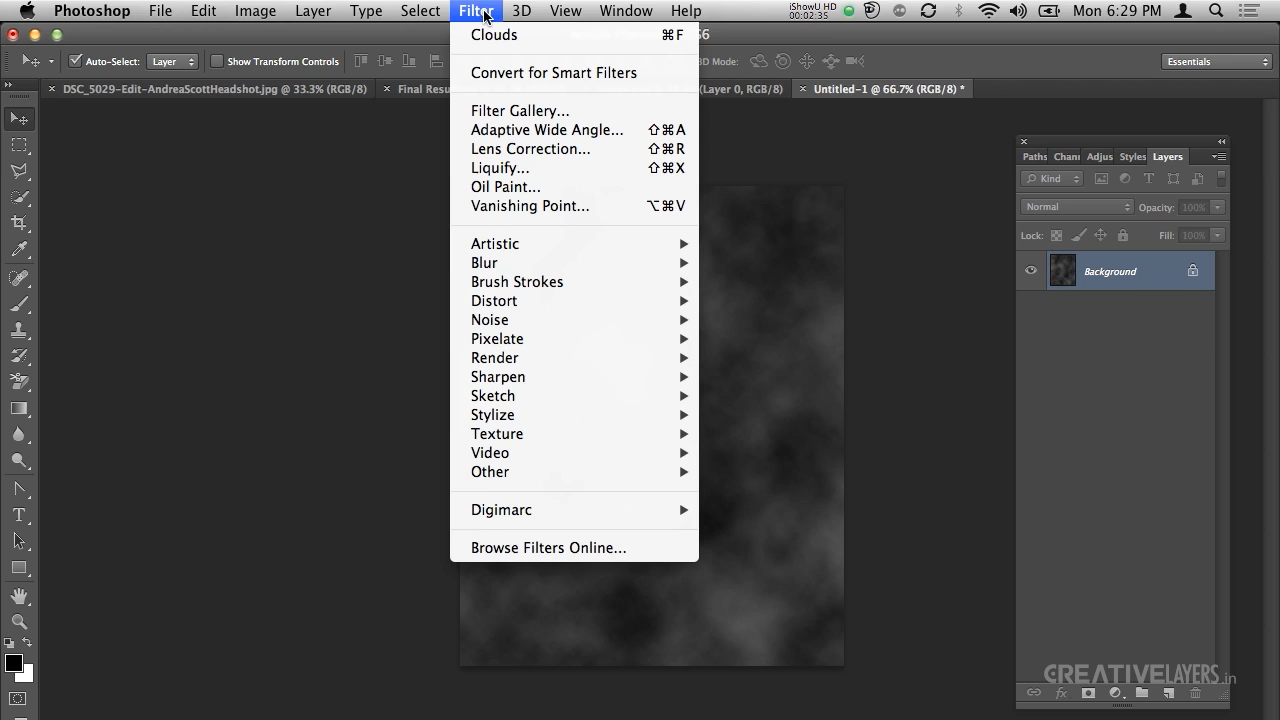 Photoshop File Edit Image Layer Type Select Filter 3D View Window Help iShowU HD 00:02:35 Mon 6:29 PM
Auto-Select: Layer Show Transform Controls Mode: Essentials
DSC_5029-Edit-AndreaScottHeadshot.jpg @ 33.3% (RGB/8) Final Resu (Layer 0, RGB/8) Untitled-1 @ 66.7% (RGB/8) *
Clouds ⌘F
Convert for Smart Filters
Filter Gallery...
Adaptive Wide Angle... ⇧⌘A
Lens Correction... ⇧⌘R
Liquify... ⇧⌘X
Oil Paint...
Vanishing Point... ⌥⌘V
Artistic
Blur
Brush Strokes
Distort
Noise
Pixelate
Render
Sharpen
Sketch
Stylize
Texture
Video
Other
Digimarc
Browse Filters Online...
Paths Chann Adjus Styles Layers
Kind
Normal Opacity: 100%
Lock: Fill: 100%
Background
CREATIVELAYERS.in